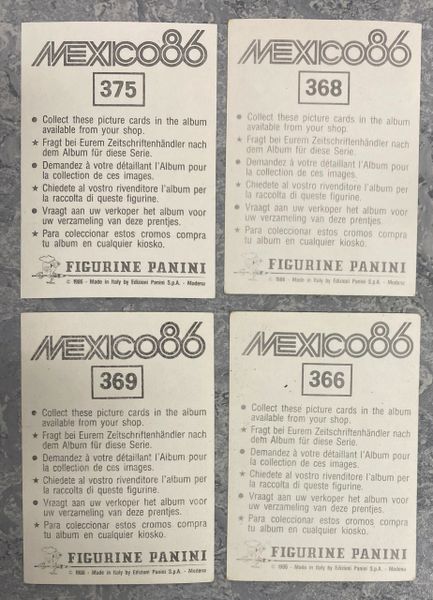 MEXICO86
375
● Collect these picture cards in the album
available from your shop.
★ Fragt bei Eurem Zeitschriftenhändler nach
dem Album für diese Serie.
● Demandez à votre détaillant l'Album pour
la collection de ces images.
★ Chiedete al vostro rivenditore l'album per
la raccolta di queste figurine.
● Vraagt aan uw verkoper het album voor
uw verzameling van deze prentjes.
★ Para coleccionar estos cromos compra
tu album en cualquier kiosko.
FIGURINE PANINI
© 1986 - Made in Italy by Edizioni Panini S.p.A. - Modena
MEXICO86
368
● Collect these picture cards in the album
available from your shop.
★ Fragt bei Eurem Zeitschriftenhändler nach
dem Album für diese Serie.
● Demandez à votre détaillant l'Album pour
la collection de ces images.
★ Chiedete al vostro rivenditore l'album per
la raccolta di queste figurine.
● Vraagt aan uw verkoper het album voor
uw verzameling van deze prentjes.
★ Para coleccionar estos cromos compra
tu album en cualquier kiosko.
FIGURINE PANINI
© 1986 - Made in Italy by Edizioni Panini S.p.A. - Modena
MEXICO86
369
● Collect these picture cards in the album
available from your shop.
★ Fragt bei Eurem Zeitschriftenhändler nach
dem Album für diese Serie.
● Demandez à votre détaillant l'Album pour
la collection de ces images.
★ Chiedete al vostro rivenditore l'album per
la raccolta di queste figurine.
● Vraagt aan uw verkoper het album voor
uw verzameling van deze prentjes.
★ Para coleccionar estos cromos compra
tu album en cualquier kiosko.
FIGURINE PANINI
© 1986 - Made in Italy by Edizioni Panini S.p.A. - Modena
MEXICO86
366
● Collect these picture cards in the album
available from your shop.
★ Fragt bei Eurem Zeitschriftenhändler nach
dem Album für diese Serie.
● Demandez à votre détaillant l'Album pour
la collection de ces images.
★ Chiedete al vostro rivenditore l'album per
la raccolta di queste figurine.
● Vraagt aan uw verkoper het album voor
uw verzameling van deze prentjes.
★ Para coleccionar estos cromos compra
tu album en cualquier kiosko.
FIGURINE PANINI
© 1986 - Made in Italy by Edizioni Panini S.p.A. - Modena